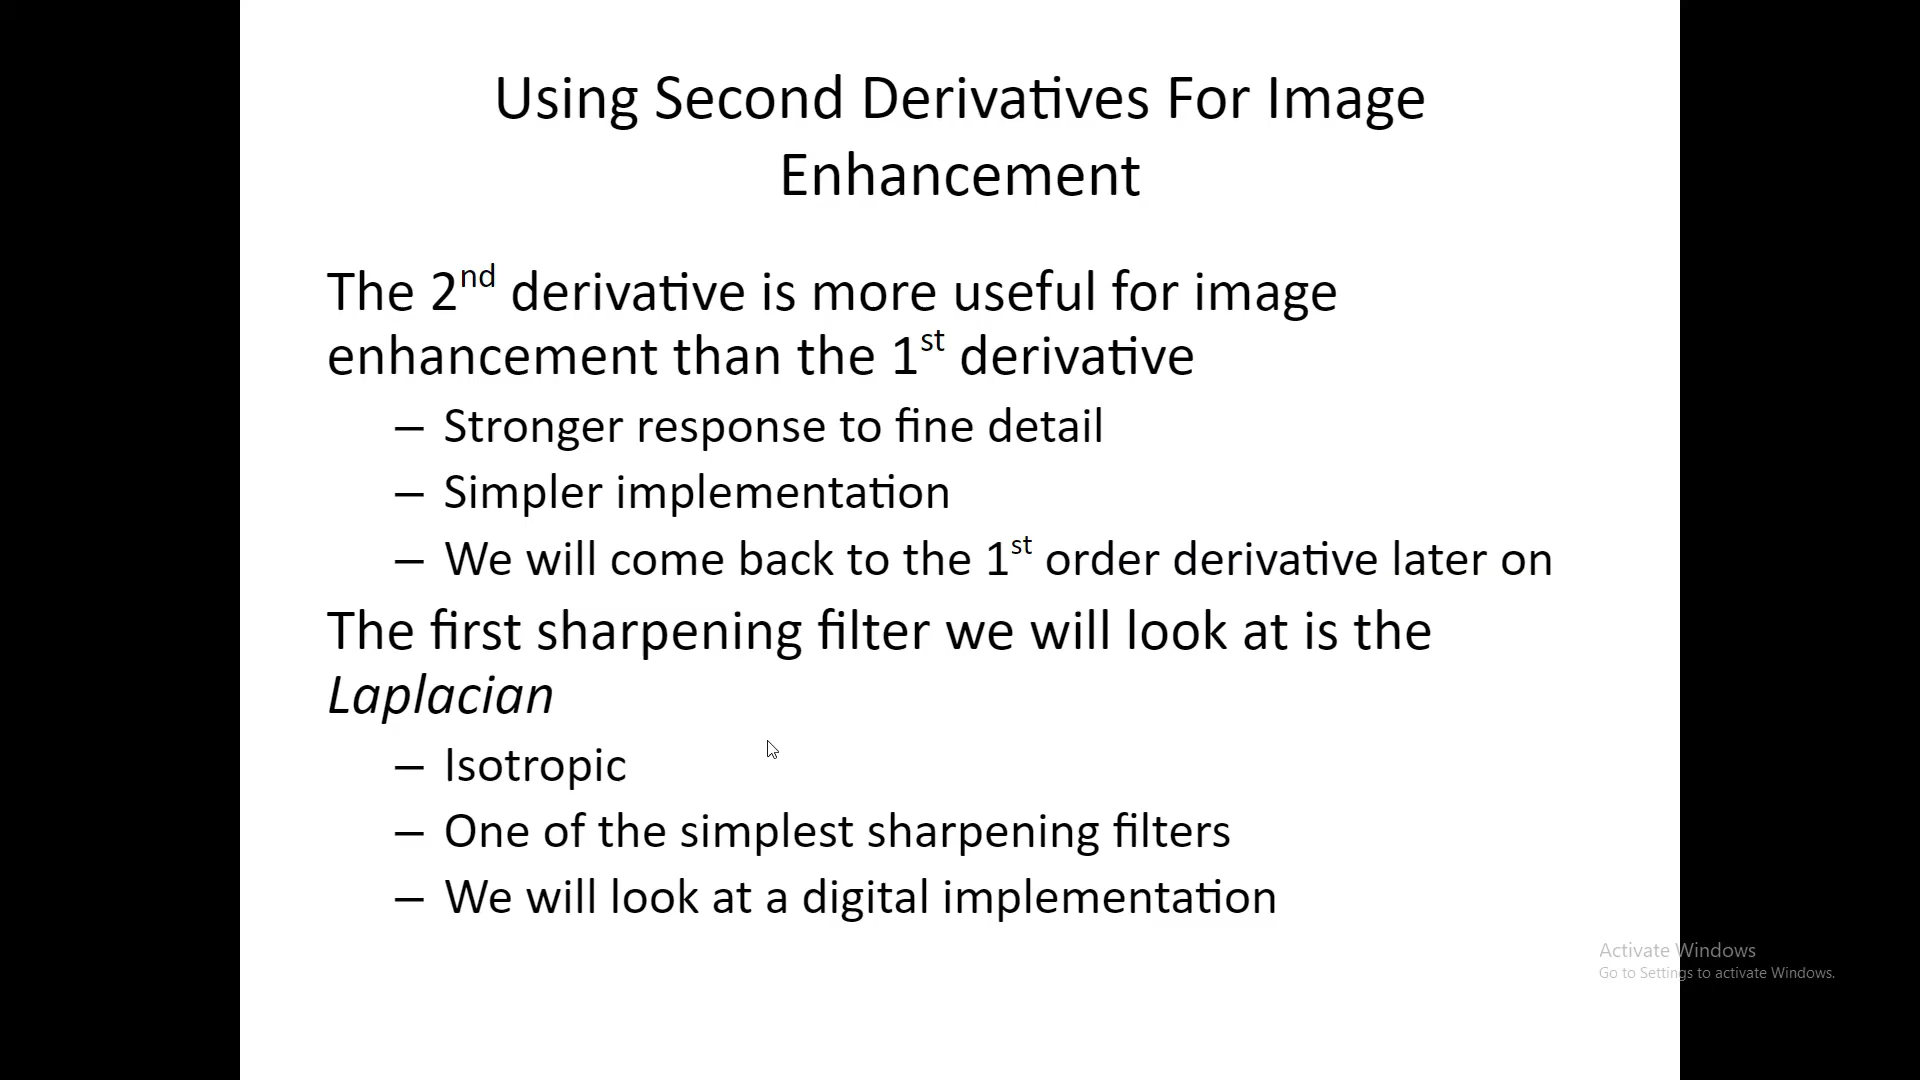 Using Second Derivatives For Image
Enhancement
The 2nd derivative is more useful for image
enhancement than the 1st derivative
– Stronger response to fine detail
– Simpler implementation
– We will come back to the 1st order derivative later on
The first sharpening filter we will look at is the
Laplacian
– Isotropic
– One of the simplest sharpening filters
– We will look at a digital implementation
Activate Windows
Go to Settings to activate Windows.